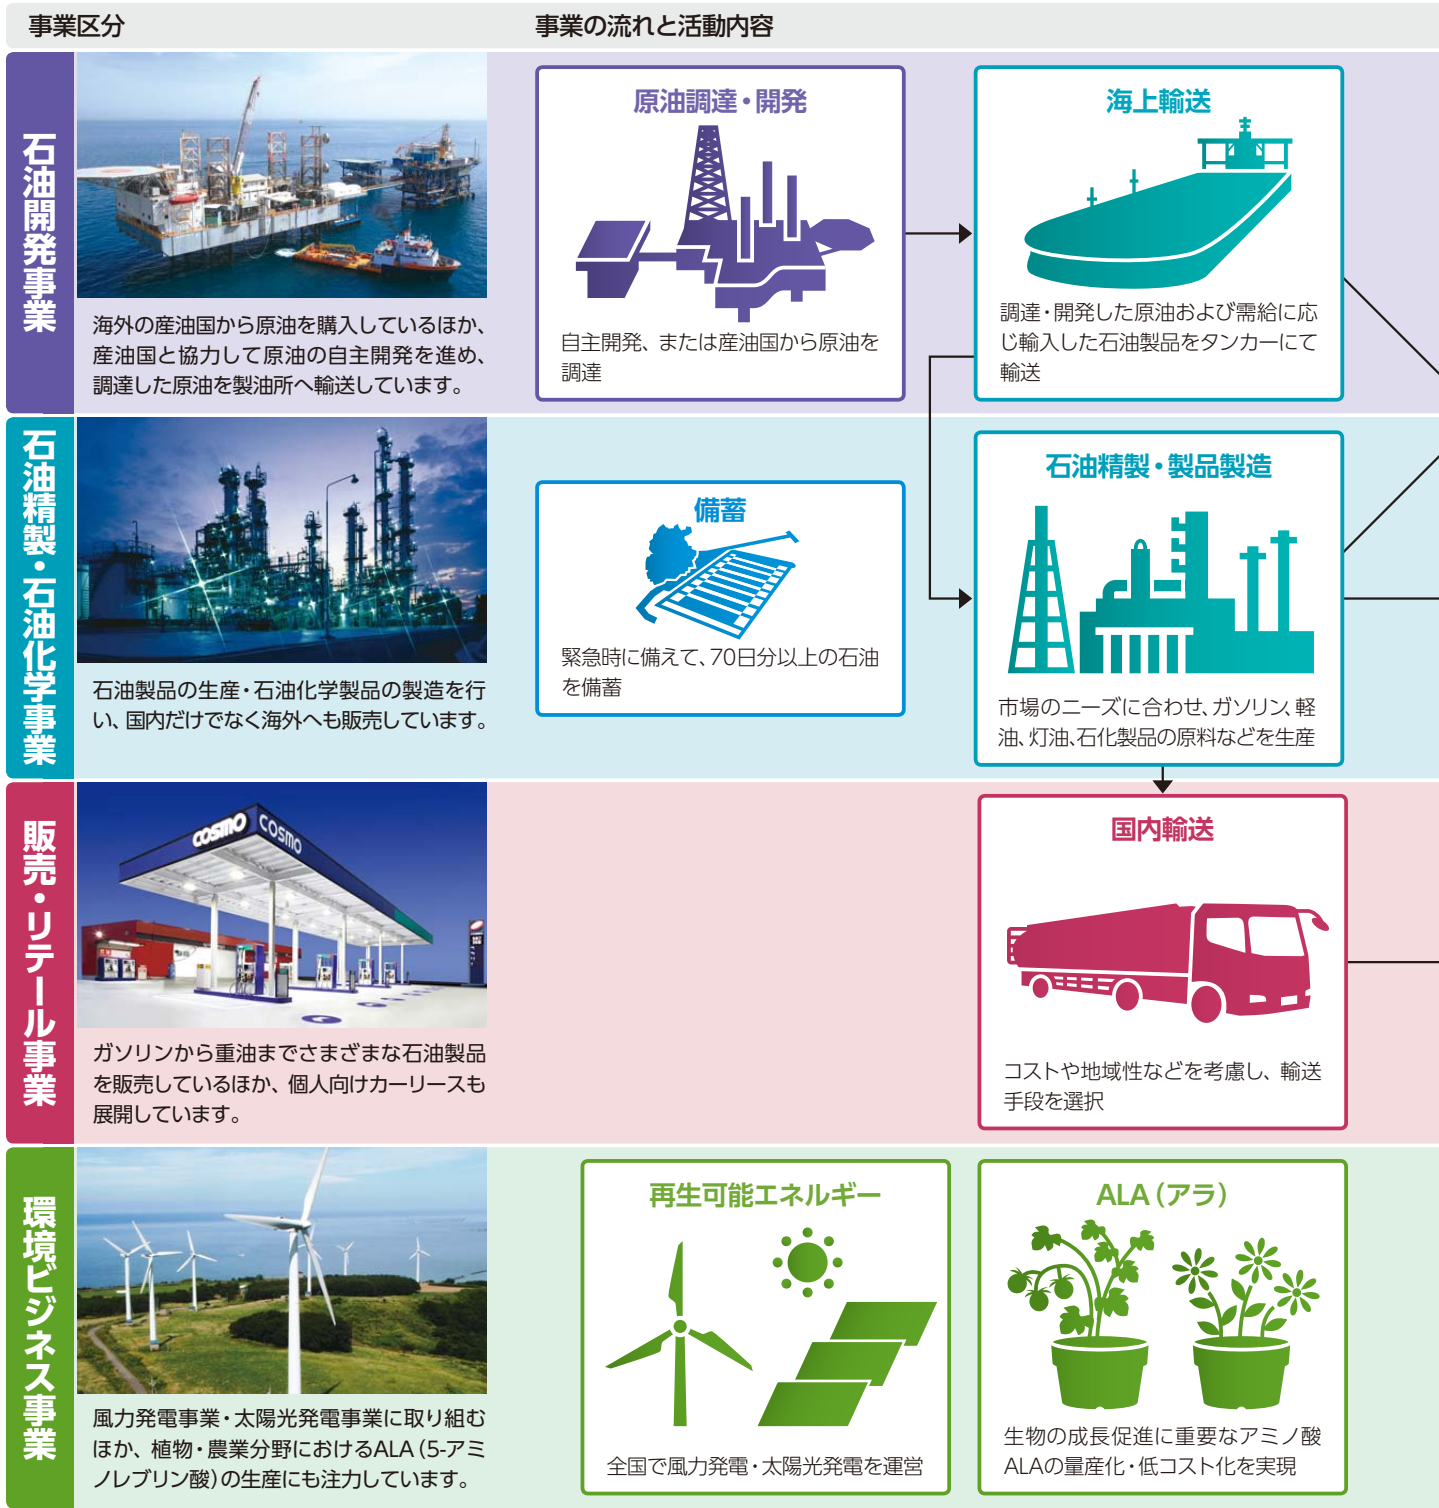 事業区分
事業の流れと活動内容
石油開発事業
海外の産油国から原油を購入しているほか、
産油国と協力して原油の自主開発を進め、
調達した原油を製油所へ輸送しています。
原油調達・開発
自主開発、または産油国から原油を
調達
海上輸送
調達・開発した原油および需給に応
じ輸入した石油製品をタンカーにて
輸送
石油精製・石油化学事業
石油製品の生産・石油化学製品の製造を行
い、国内だけでなく海外へも販売しています。
備蓄
緊急時に備えて、70日分以上の石油
を備蓄
石油精製・製品製造
市場のニーズに合わせ、ガソリン、軽
油、灯油、石化製品の原料などを生産
販売・リテール事業
COSMO
COSMO
ガソリンから重油までさまざまな石油製品
を販売しているほか、個人向けカーリースも
展開しています。
国内輸送
コストや地域性などを考慮し、輸送
手段を選択
環境ビジネス事業
風力発電事業・太陽光発電事業に取り組む
ほか、植物・農業分野におけるALA（5-アミ
ノレブリン酸）の生産にも注力しています。
再生可能エネルギー
全国で風力発電・太陽光発電を運営
ALA（アラ）
生物の成長促進に重要なアミノ酸
ALAの量産化・低コスト化を実現